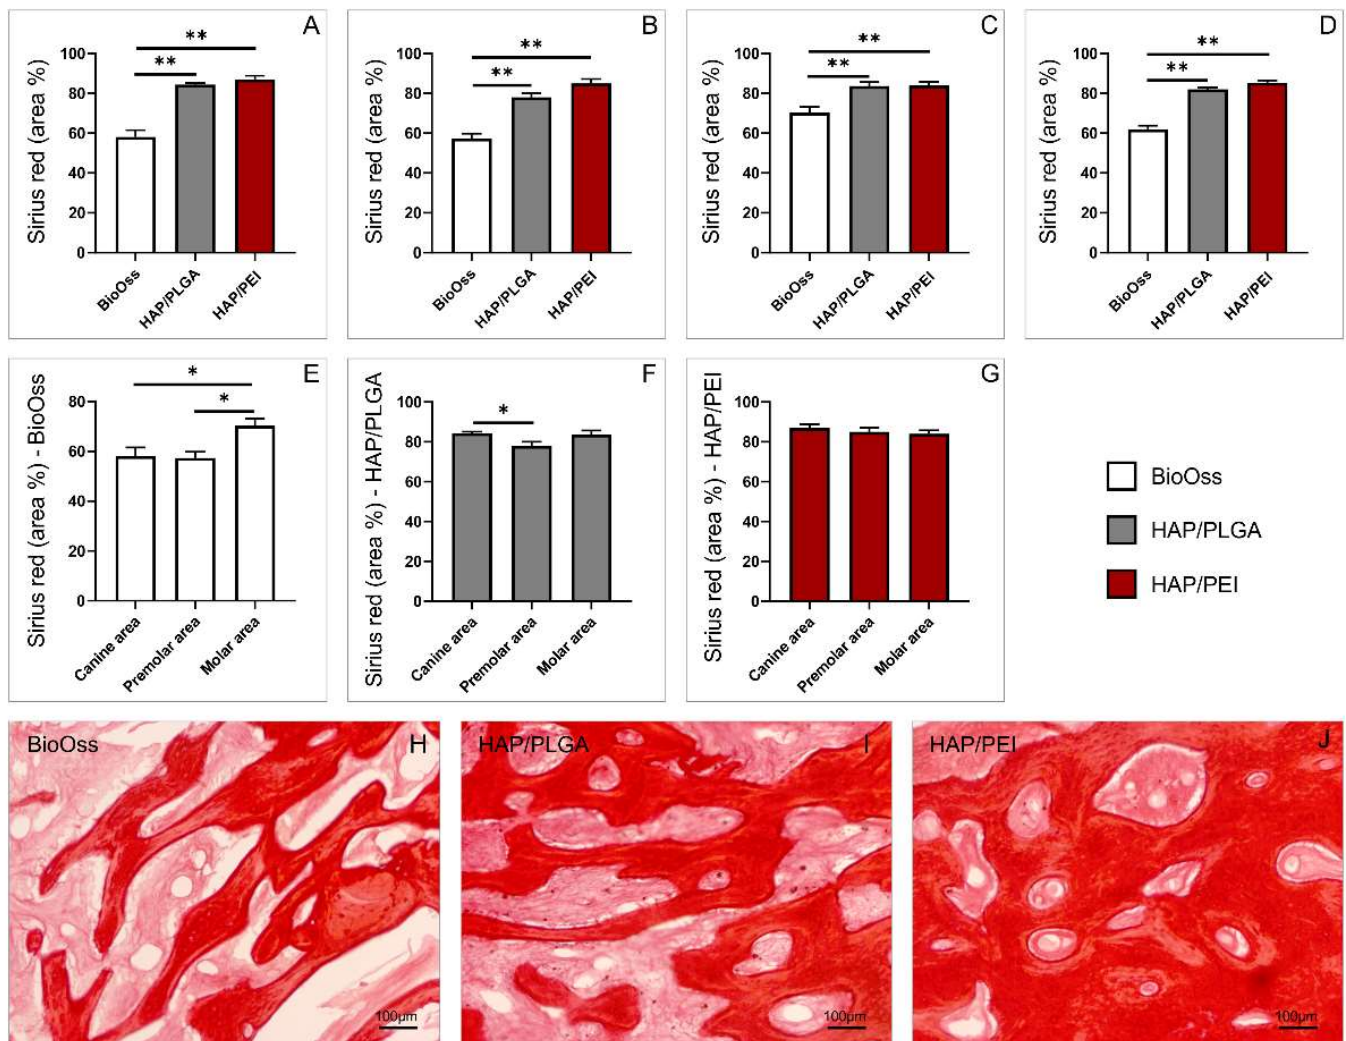 A
Sirius red (area %)
100
80
60
40
20
0
**
**
BioOss
HAP/PLGA
HAP/PEI
B
Sirius red (area %)
100
80
60
40
20
0
**
**
BioOss
HAP/PLGA
HAP/PEI
C
Sirius red (area %)
100
80
60
40
20
0
**
**
BioOss
HAP/PLGA
HAP/PEI
D
Sirius red (area %)
100
80
60
40
20
0
**
**
BioOss
HAP/PLGA
HAP/PEI
E
Sirius red (area %) - BioOss
80
60
40
20
0
*
*
Canine area
Premolar area
Molar area
F
Sirius red (area %) - HAP/PLGA
100
80
60
40
20
0
*
Canine area
Premolar area
Molar area
G
Sirius red (area %) - HAP/PEI
100
80
60
40
20
0
Canine area
Premolar area
Molar area
BioOss
HAP/PLGA
HAP/PEI
BioOss
H
100µm
HAP/PLGA
I
100µm
HAP/PEI
J
100µm